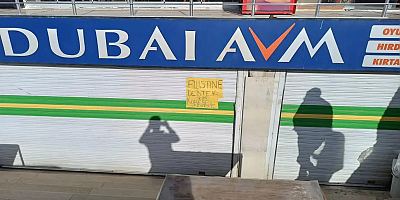 DUBAI AVM
OYU
HIRD
KIRTA
FİLİSTİNE
DESTEK